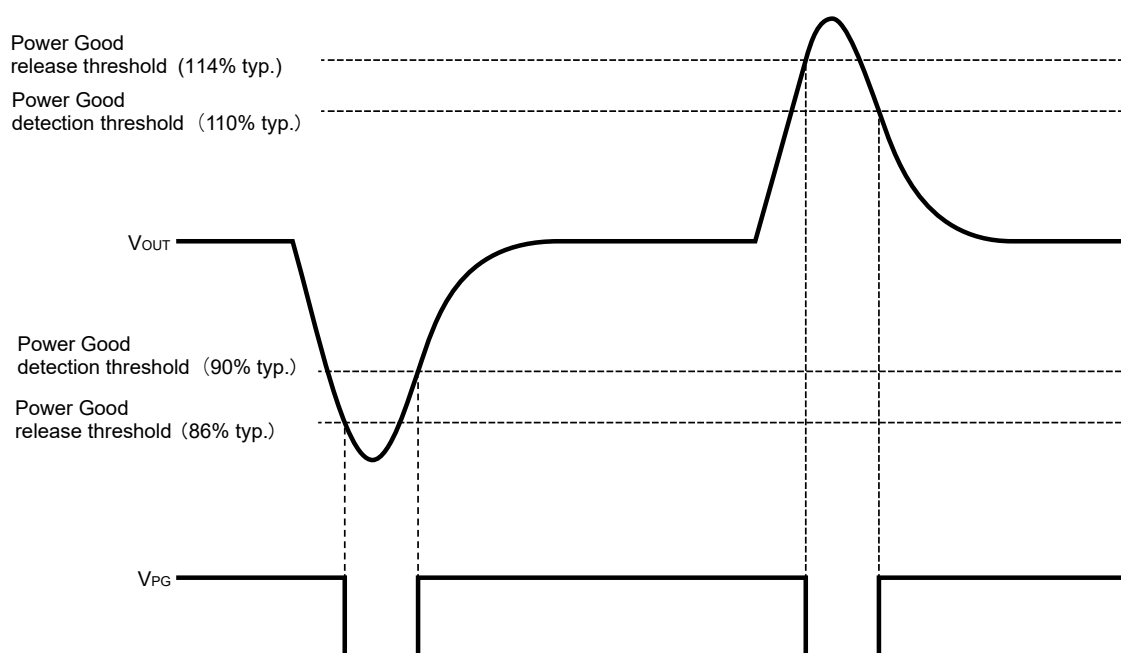 Power Good
release threshold (114% typ.)
Power Good
detection threshold（110% typ.）
VOUT
Power Good
detection threshold（90% typ.）
Power Good
release threshold（86% typ.）
VPG